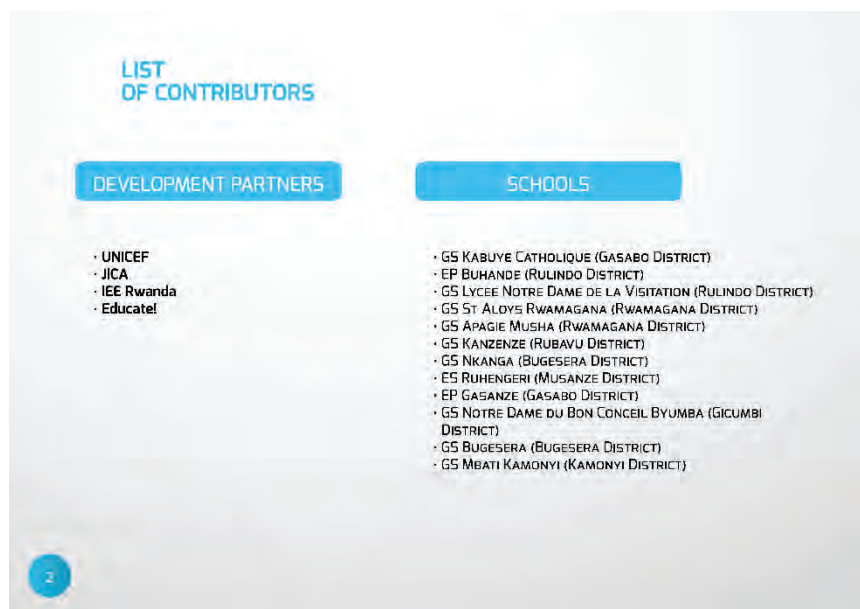 LIST
OF CONTRIBUTORS
DEVELOPMENT PARTNERS
· UNICEF
· JICA
· IEE Rwanda
· Educate!
SCHOOLS
· GS KABUYE CATHOLIQUE (GASABO DISTRICT)
· EP BUHANDE (RULINDO DISTRICT)
· GS LYCEE NOTRE DAME DE LA VISITATION (RULINDO DISTRICT)
· GS ST ALOYS RWAMAGANA (RWAMAGANA DISTRICT)
· GS APAGIE MUSHA (RWAMAGANA DISTRICT)
· GS KANZENZE (RUBAVU DISTRICT)
· GS NKANGA (BUGESERA DISTRICT)
· ES RUHENGERI (MUSANZE DISTRICT)
· EP GASANZE (GASABO DISTRICT)
· GS NOTRE DAME DU BON CONCEIL BYUMBA (GICUMBI
DISTRICT)
· GS BUGESERA (BUGESERA DISTRICT)
· GS MBATI KAMONYI (KAMONYI DISTRICT)
2